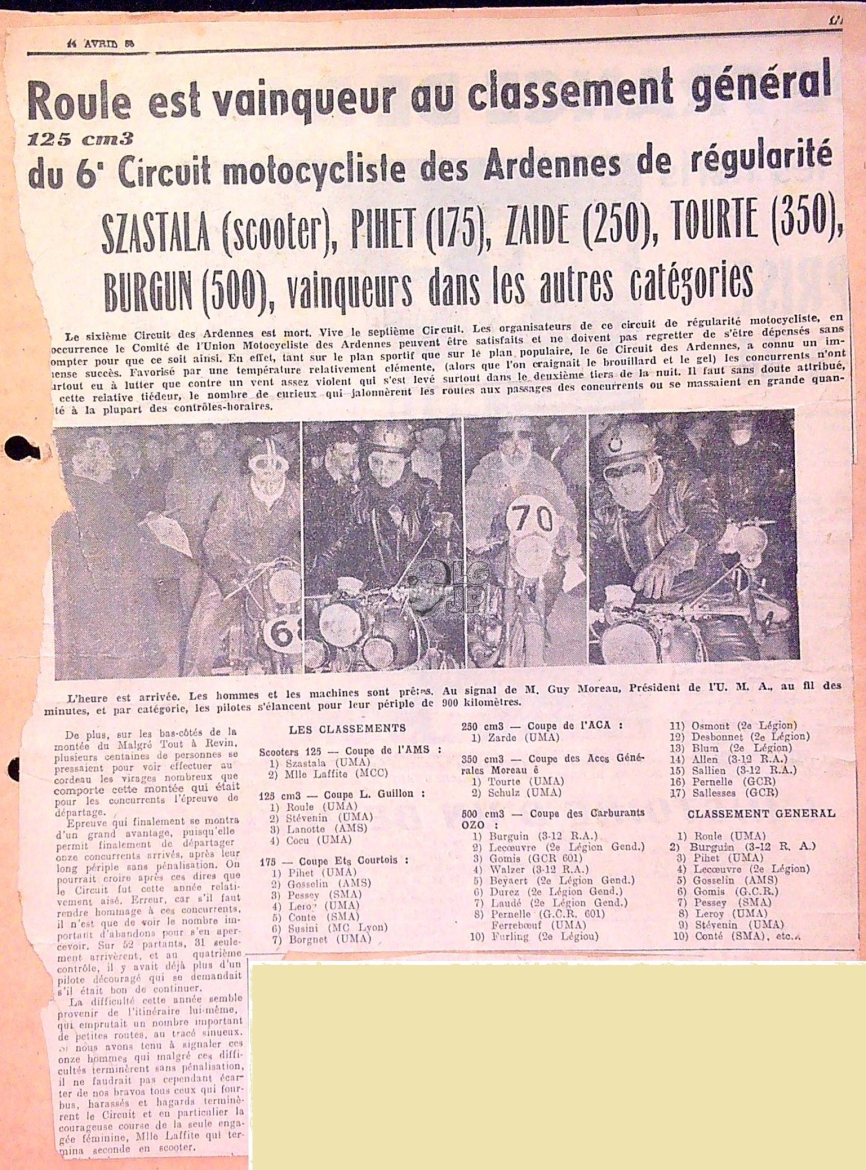 14 AVRIL 58
Roule est vainqueur au classement général
125 cm3
du 6e Circuit motocycliste des Ardennes de régularité
SZASTALA (scooter), PIHET (175), ZAIDE (250), TOURTE (350),
BURGUN (500), vainqueurs dans les autres catégories
Le sixième Circuit des Ardennes est mort. Vive le septième Circuit. Les organisateurs de ce circuit de régularité motocycliste, en
occurrence le Comité de l'Union Motocycliste des Ardennes peuvent être satisfaits et ne doivent pas regretter de s'être dépensés sans
ompter pour que ce soit ainsi. En effet, tant sur le plan sportif que sur le plan populaire, le 6e Circuit des Ardennes, a connu un im-
ense succès. Favorisé par une température relativement clémente, (alors que l'on craignait le brouillard et le gel) les concurrents n'ont
urtout eu à lutter que contre un vent assez violent qui s'est levé surtout dans le deuxième tiers de la nuit. Il faut sans doute attribué,
cette relative tiédeur, le nombre de curieux qui jalonnèrent les routes aux passages des concurrents ou se massaient en grande quan-
té à la plupart des contrôles-horaires.
68
70
LG
JP
L'heure est arrivée. Les hommes et les machines sont prêtes. Au signal de M. Guy Moreau, Président de l'U. M. A., au fil des
minutes, et par catégorie, les pilotes s'élancent pour leur périple de 900 kilomètres.
De plus, sur les bas-côtés de la
montée du Malgré Tout à Revin,
plusieurs centaines de personnes se
pressaient pour voir effectuer au
cordeau les virages nombreux que
comporte cette montée qui était
pour les concurrents l'épreuve de
départage.
Epreuve qui finalement se montra
d'un grand avantage, puisqu'elle
permit finalement de départager
onze concurrents arrivés, après leur
long périple sans pénalisation. On
pourrait croire après ces dires que
le Circuit fut cette année relati-
vement aisé. Erreur, car s'il faut
rendre hommage à ces concurrents,
il n'est que de voir le nombre im-
portant d'abandons pour s'en aper-
cevoir. Sur 52 partants, 31 seule-
ment arrivèrent, et au quatrième
contrôle, il y avait déjà plus d'un
pilote découragé qui se demandait
s'il était bon de continuer.
La difficulté cette année semble
provenir de l'itinéraire lui-même,
qui emprutait un nombre important
de petites routes, au tracé sinueux.
Si nous avons tenu à signaler ces
onze hommes qui malgré ces diffi-
cultés terminèrent sans pénalisation,
il ne faudrait pas cependant écar-
ter de nos bravos tous ceux qui four-
bus, harassés et hagards terminè-
rent le Circuit et en particulier la
courageuse course de la seule enga-
gée féminine, Mlle Laffite qui ter-
mina seconde en scooter.
LES CLASSEMENTS
Scooters 125 — Coupe de l'AMS :
1) Szastala (UMA)
2) Mlle Laffite (MCC)
125 cm3 — Coupe L. Guillon :
1) Roule (UMA)
2) Stévenin (UMA)
3) Lanotte (AMS)
4) Cocu (UMA)
175 — Coupe Ets Courtois :
1) Pihet (UMA)
2) Gosselin (AMS)
3) Pessey (SMA)
4) Leroy (UMA)
5) Conte (SMA)
6) Susini (MC Lyon)
7) Borgnet (UMA)
250 cm3 — Coupe de l'ACA :
1) Zarde (UMA)
350 cm3 — Coupe des Aces Géné-
rales Moreau ê
1) Tourte (UMA)
2) Schulz (UMA)
500 cm3 — Coupe des Carburants
OZO :
1) Burguin (3-12 R.A.)
2) Lecœuvre (2e Légion Gend.)
3) Gomis (GCR 601)
4) Walzer (3-12 R.A.)
5) Beyaert (2e Légion Gend.)
6) Durez (2e Légion Gend.)
7) Laudé (2e Légion Gend.)
8) Pernelle (G.C.R. 601)
Ferrebœuf (UMA)
10) Furling (2e Légiou)
11) Osmont (2e Légion)
12) Desbonnet (2e Légion)
13) Blum (2e Légion)
14) Allen (3-12 R.A.)
15) Sallien (3-12 R.A.)
16) Pernelle (GCR)
17) Sallesses (GCR)
CLASSEMENT GENERAL
1) Roule (UMA)
2) Burguin (3-12 R. A.)
3) Pihet (UMA)
4) Lecœuvre (2e Légion)
5) Gosselin (AMS)
6) Gomis (G.C.R.)
7) Pessey (SMA)
8) Leroy (UMA)
9) Stévenin (UMA)
10) Conté (SMA), etc..